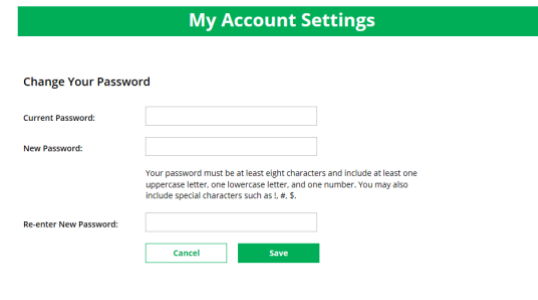 My Account Settings
Change Your Password
Current Password:
New Password:
Your password must be at least eight characters and include at least one
uppercase letter, one lowercase letter, and one number. You may also
include special characters such as !, #, $.
Re-enter New Password:
Cancel Save